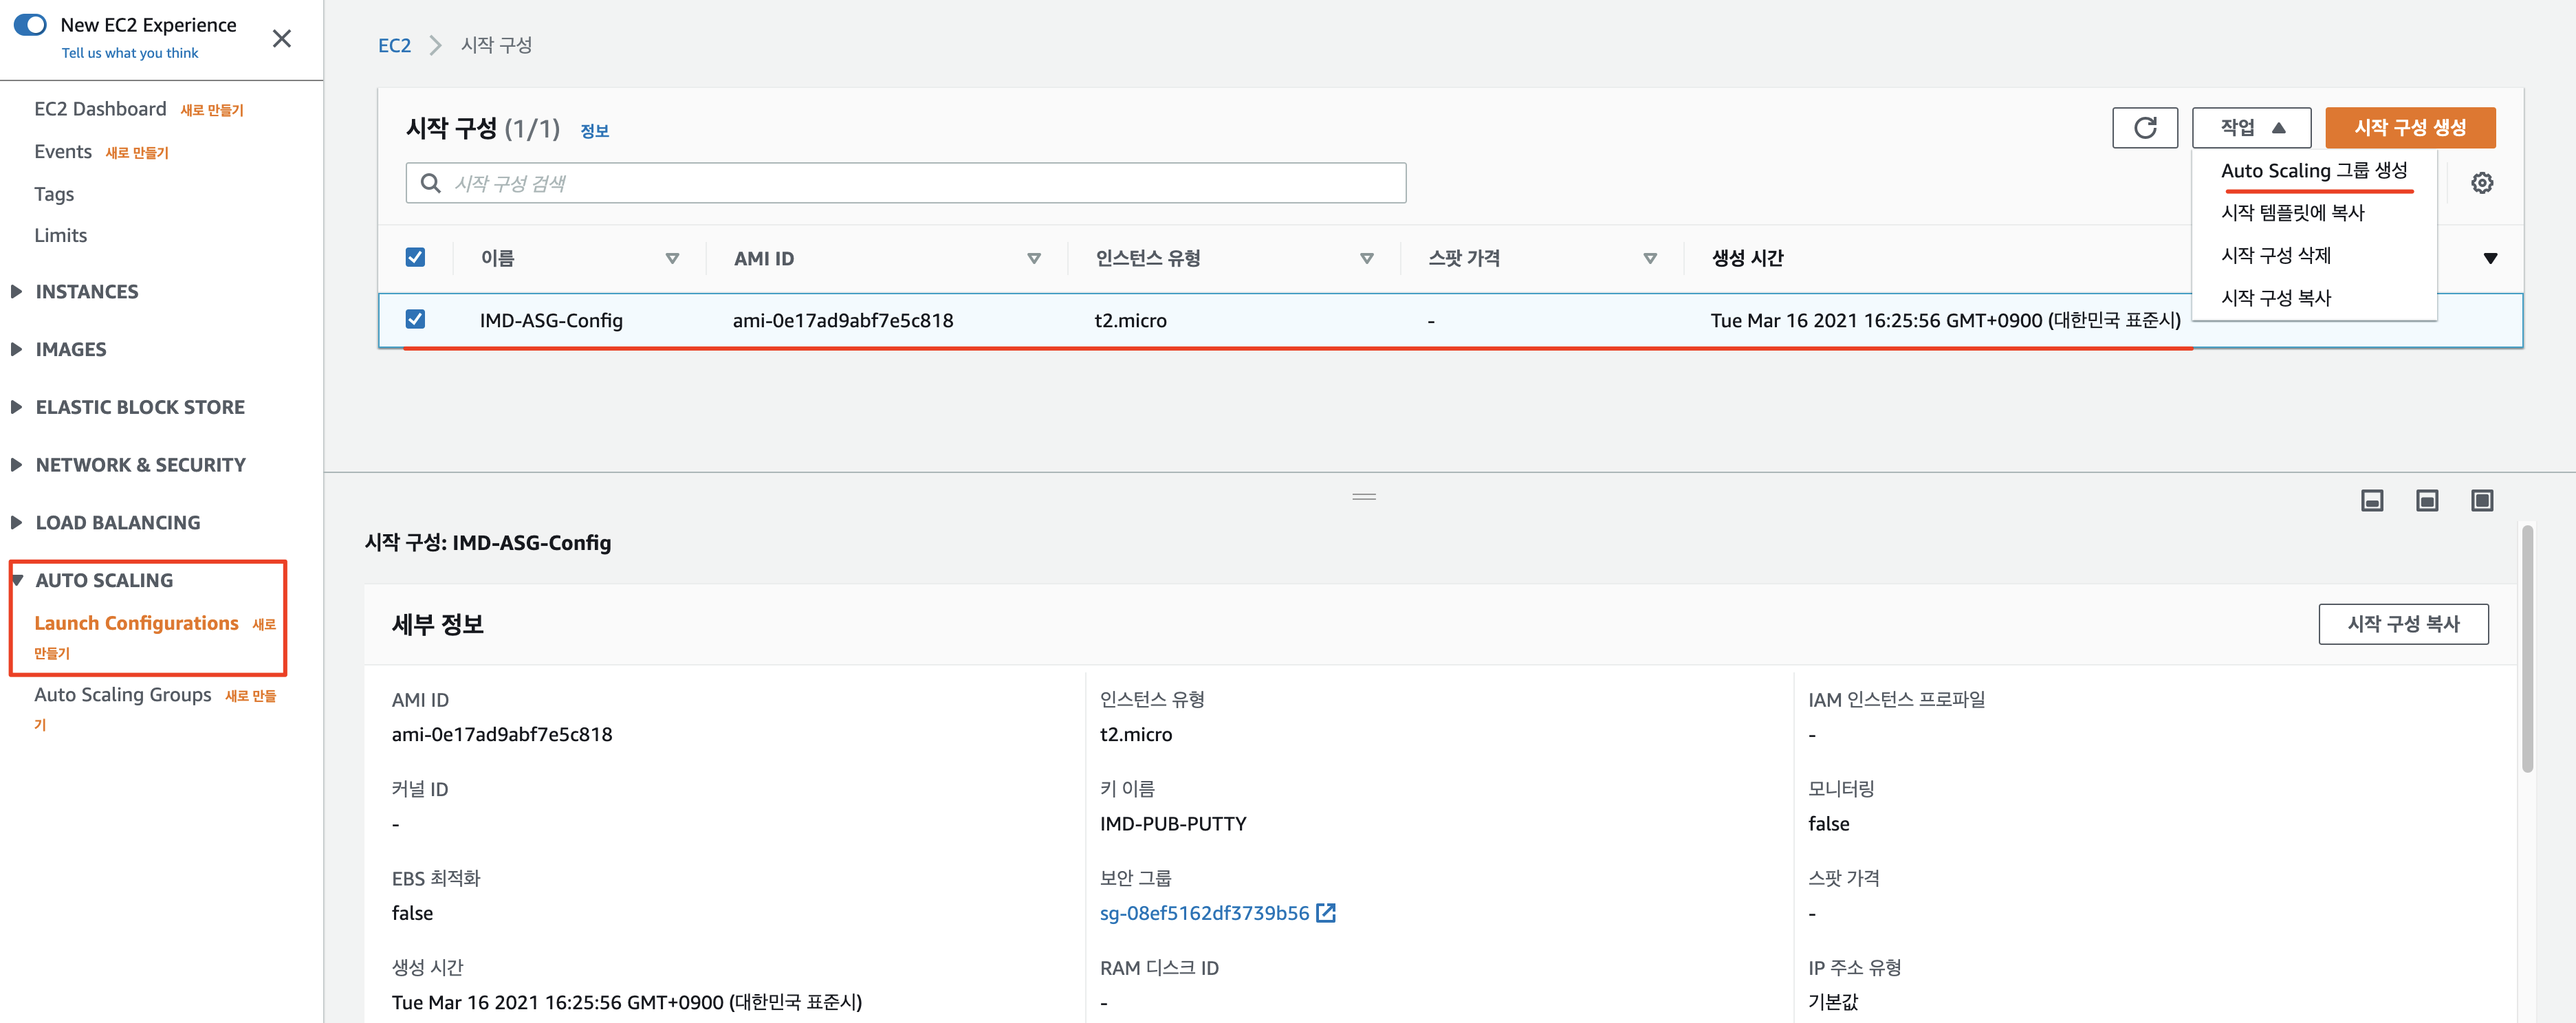 New EC2 Experience
Tell us what you think
EC2 Dashboard 새로 만들기
Events 새로 만들기
Tags
Limits
INSTANCES
IMAGES
ELASTIC BLOCK STORE
NETWORK & SECURITY
LOAD BALANCING
AUTO SCALING
Launch Configurations 새로
만들기
Auto Scaling Groups 새로 만들
기
EC2 시작 구성
시작 구성 (1/1) 정보
작업
시작 구성 생성
시작 구성 검색
Auto Scaling 그룹 생성
시작 템플릿에 복사
시작 구성 삭제
시작 구성 복사
이름 AMI ID 인스턴스 유형 스팟 가격 생성 시간
IMD-ASG-Config ami-0e17ad9abf7e5c818 t2.micro - Tue Mar 16 2021 16:25:56 GMT+0900 (대한민국 표준시)
시작 구성: IMD-ASG-Config
세부 정보
시작 구성 복사
AMI ID
ami-0e17ad9abf7e5c818
인스턴스 유형
t2.micro
IAM 인스턴스 프로파일
-
커널 ID
-
키 이름
IMD-PUB-PUTTY
모니터링
false
EBS 최적화
false
보안 그룹
sg-08ef5162df3739b56
스팟 가격
-
생성 시간
Tue Mar 16 2021 16:25:56 GMT+0900 (대한민국 표준시)
RAM 디스크 ID
-
IP 주소 유형
기본값